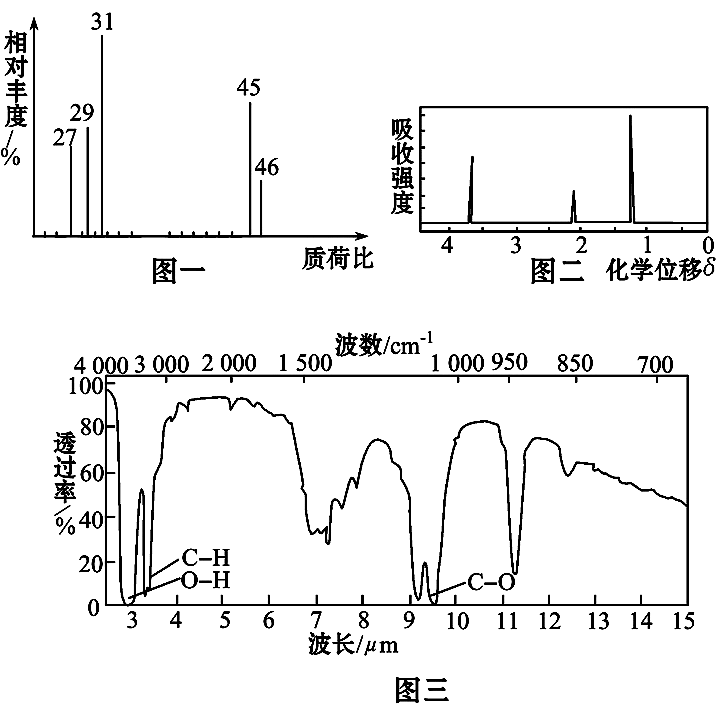 相对丰度/%
27
29
31
45
46
质荷比
图一
吸收强度
4 3 2 1 0
图二 化学位移δ
波数/cm⁻¹
4 000 3 000 2 000 1 500 1 000 950 850 700
透过率/%
100
80
60
40
20
0
C-H
O-H
C-O
3 4 5 6 7 8 9 10 11 12 13 14 15
波长/μm
图三